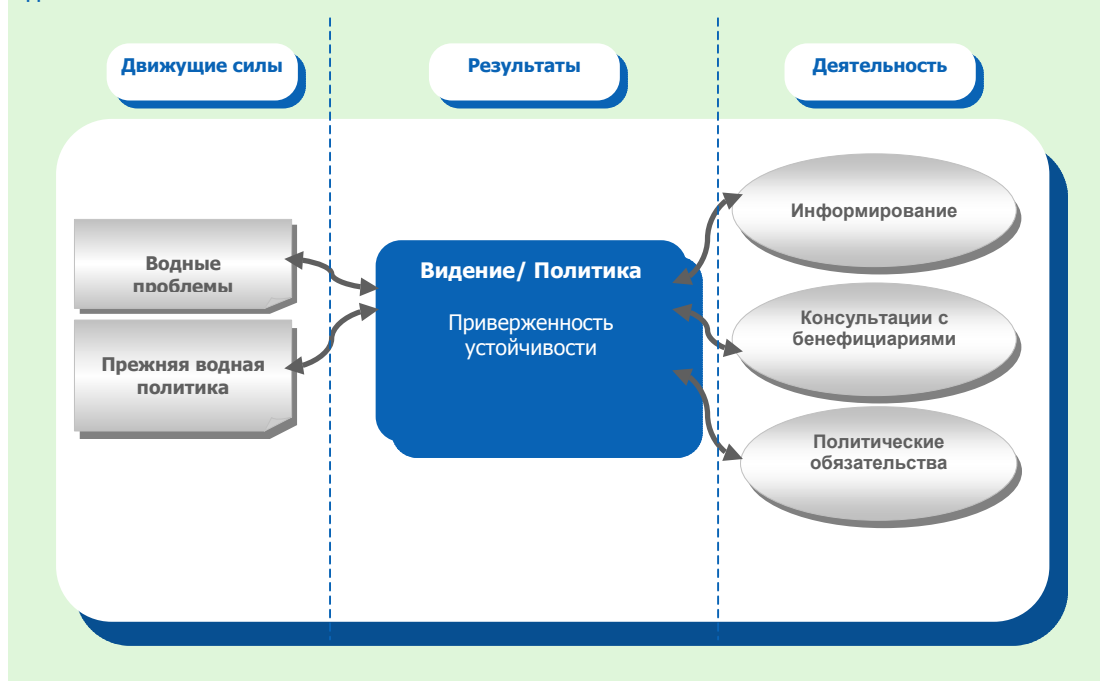 Движущие силы
Результаты
Деятельность
Водные
проблемы
Прежняя водная
политика
Видение/ Политика
Приверженность
устойчивости
Информирование
Консультации с
бенефициариями
Политические
обязательства